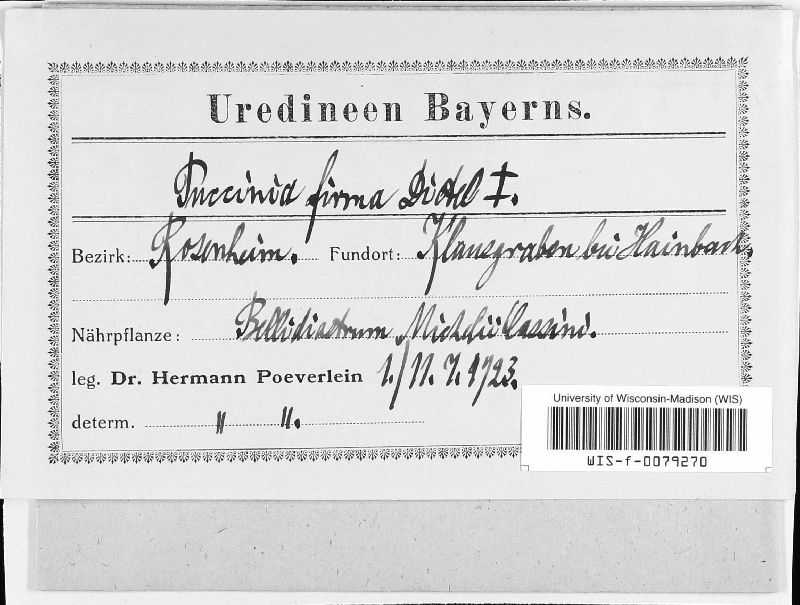 Uredineen Bayerns.
Puccinia firma Dietel I.
Bezirk: Rosenheim. Fundort: Klausgraben bei Hainbach.
Nährpflanze: Bellidiastrum Michelii Cassini.
leg. Dr. Hermann Poeverlein 1./11. 7. 1923.
determ. " ".
University of Wisconsin-Madison (WIS)
WIS-f-0079270